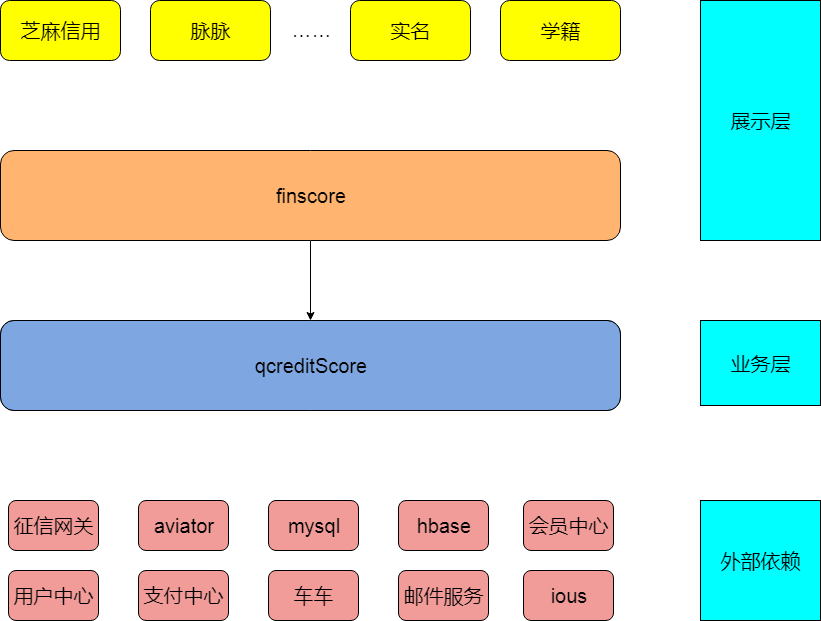 芝麻信用
脉脉
……
实名
学籍
展示层
finscore
qcreditScore
业务层
征信网关
aviator
mysql
hbase
会员中心
外部依赖
用户中心
支付中心
车车
邮件服务
ious